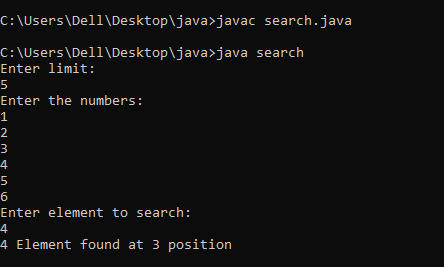 C:\Users\Dell\Desktop\java>javac search.java
C:\Users\Dell\Desktop\java>java search
Enter limit:
5
Enter the numbers:
1
2
3
4
5
6
Enter element to search:
4
4 Element found at 3 position